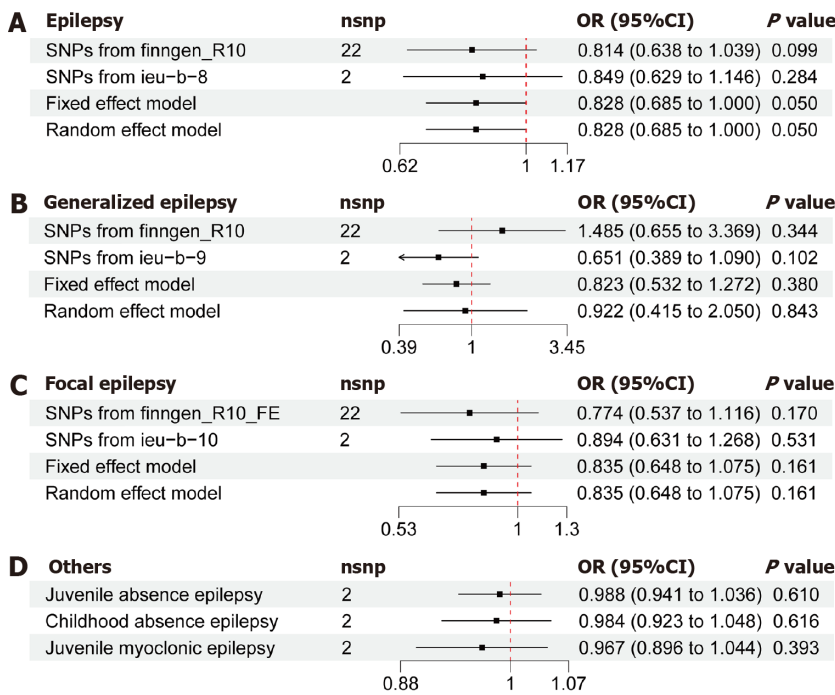 A Epilepsy nsnp OR (95%CI) P value
SNPs from finngen_R10 22 0.814 (0.638 to 1.039) 0.099
SNPs from ieu-b-8 2 0.849 (0.629 to 1.146) 0.284
Fixed effect model 0.828 (0.685 to 1.000) 0.050
Random effect model 0.828 (0.685 to 1.000) 0.050
0.62 1 1.17
B Generalized epilepsy nsnp OR (95%CI) P value
SNPs from finngen_R10 22 1.485 (0.655 to 3.369) 0.344
SNPs from ieu-b-9 2 0.651 (0.389 to 1.090) 0.102
Fixed effect model 0.823 (0.532 to 1.272) 0.380
Random effect model 0.922 (0.415 to 2.050) 0.843
0.39 1 3.45
C Focal epilepsy nsnp OR (95%CI) P value
SNPs from finngen_R10_FE 22 0.774 (0.537 to 1.116) 0.170
SNPs from ieu-b-10 2 0.894 (0.631 to 1.268) 0.531
Fixed effect model 0.835 (0.648 to 1.075) 0.161
Random effect model 0.835 (0.648 to 1.075) 0.161
0.53 1 1.3
D Others nsnp OR (95%CI) P value
Juvenile absence epilepsy 2 0.988 (0.941 to 1.036) 0.610
Childhood absence epilepsy 2 0.984 (0.923 to 1.048) 0.616
Juvenile myoclonic epilepsy 2 0.967 (0.896 to 1.044) 0.393
0.88 1 1.07